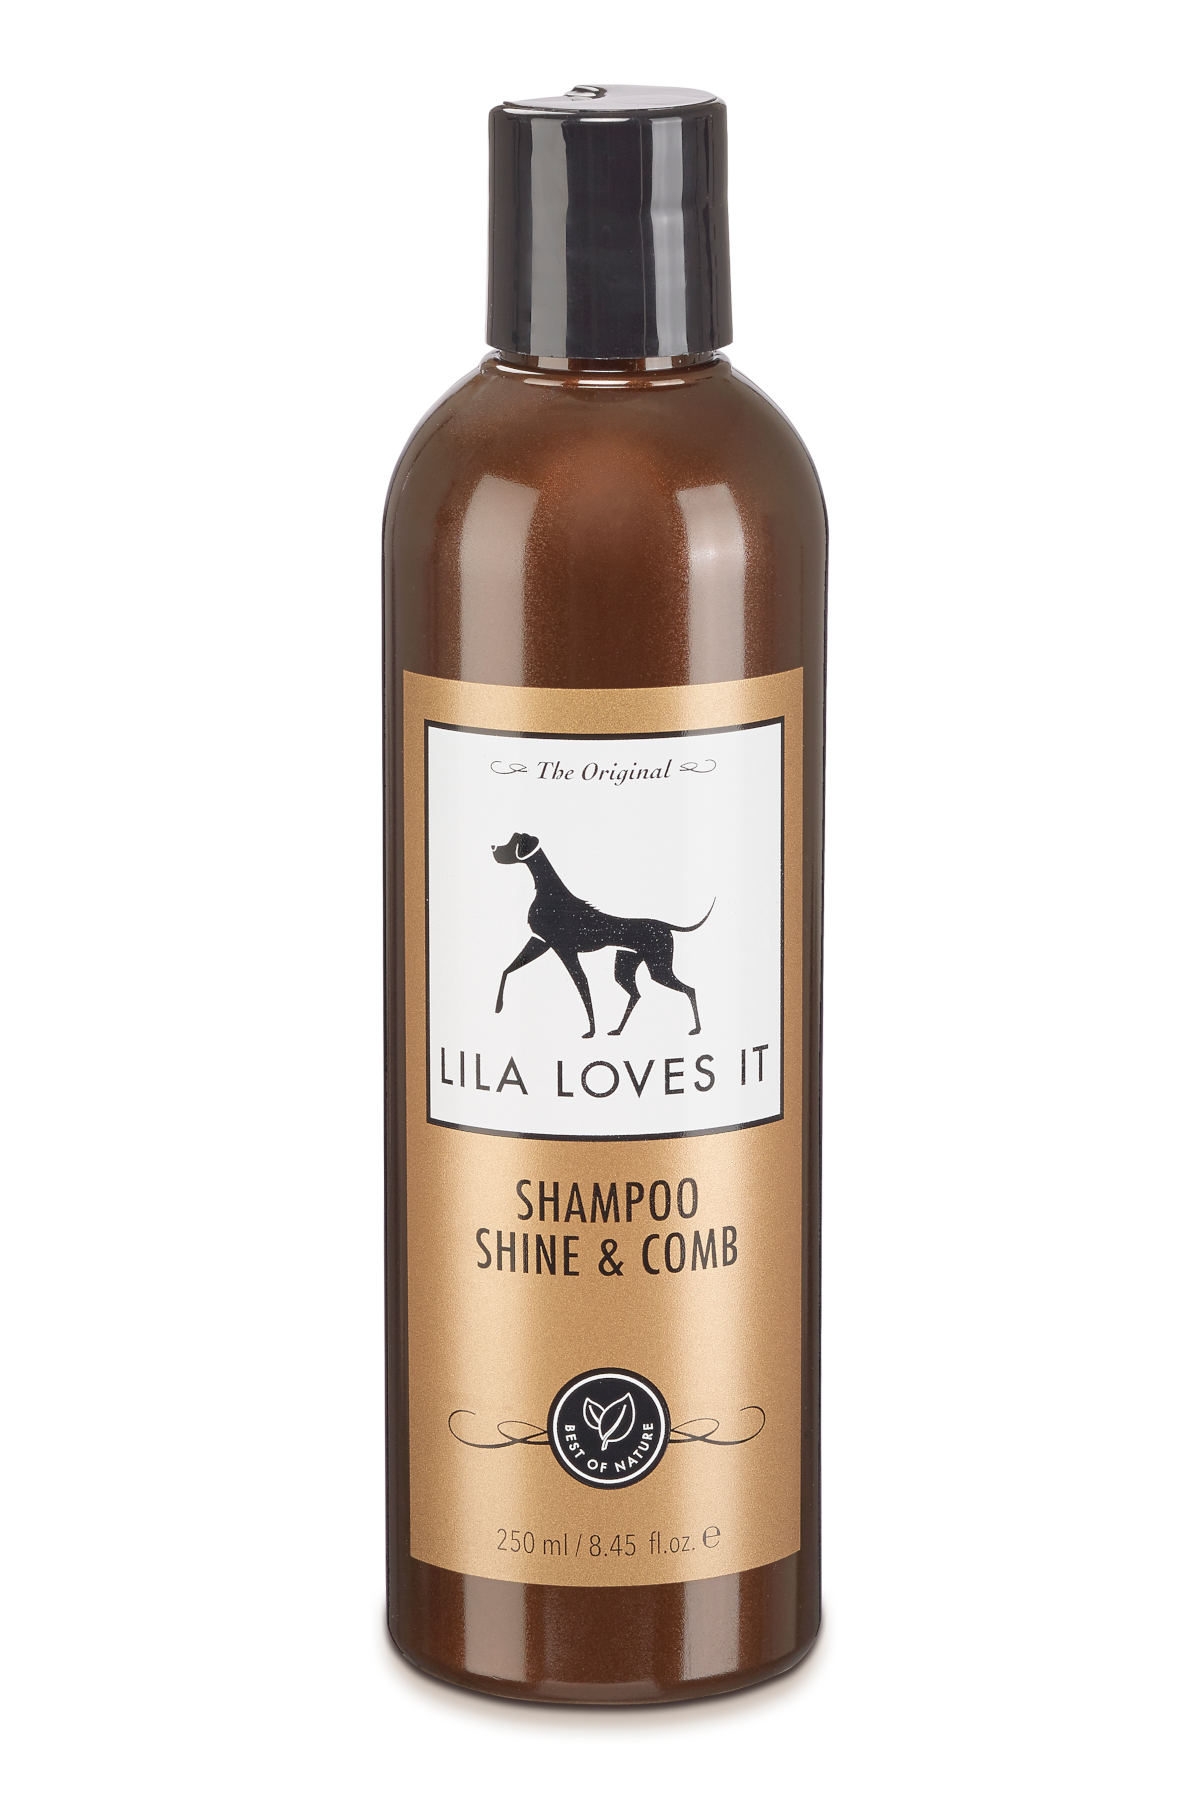 The Original
LILA LOVES IT
SHAMPOO
SHINE & COMB
BEST OF NATURE
250 ml / 8.45 fl.oz. ℮